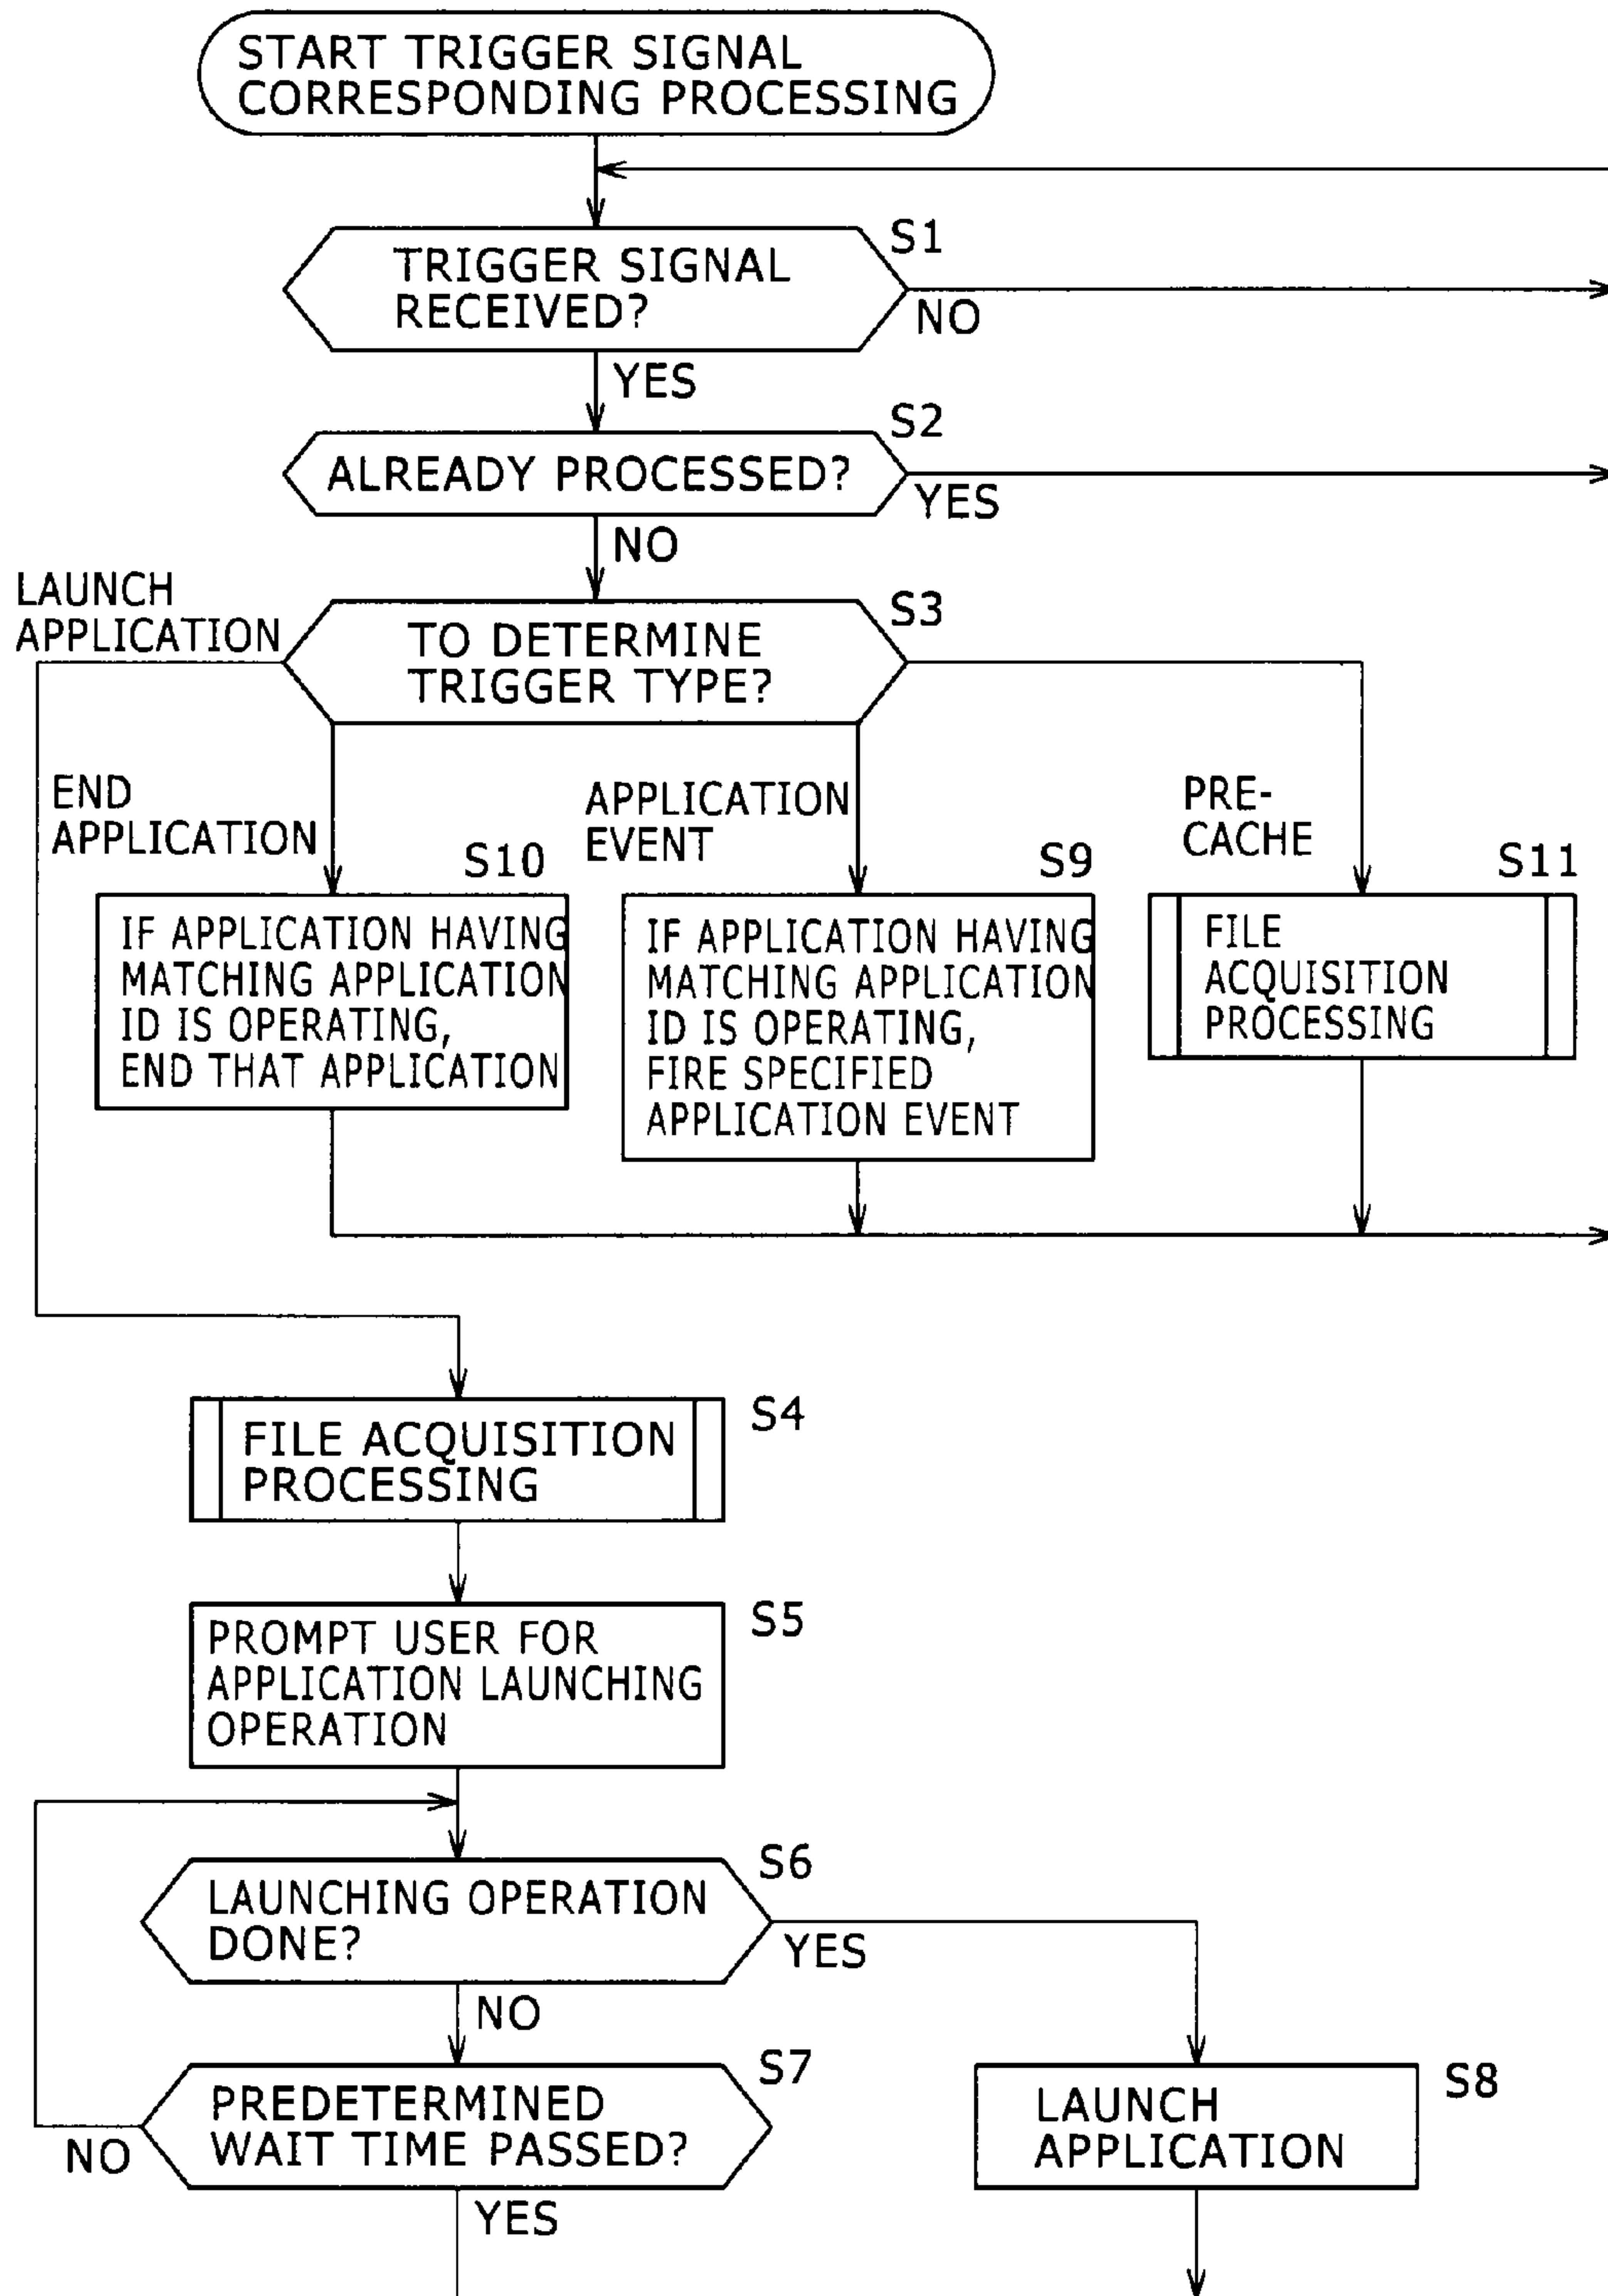 START TRIGGER SIGNAL
CORRESPONDING PROCESSING
S1
TRIGGER SIGNAL
RECEIVED?
NO
YES
S2
ALREADY PROCESSED?
YES
NO
LAUNCH
APPLICATION
S3
TO DETERMINE
TRIGGER TYPE?
END
APPLICATION
APPLICATION
EVENT
PRE-
CACHE
S10
IF APPLICATION HAVING
MATCHING APPLICATION
ID IS OPERATING,
END THAT APPLICATION
S9
IF APPLICATION HAVING
MATCHING APPLICATION
ID IS OPERATING,
FIRE SPECIFIED
APPLICATION EVENT
S11
FILE
ACQUISITION
PROCESSING
S4
FILE ACQUISITION
PROCESSING
S5
PROMPT USER FOR
APPLICATION LAUNCHING
OPERATION
S6
LAUNCHING OPERATION
DONE?
YES
NO
S7
PREDETERMINED
WAIT TIME PASSED?
NO
YES
S8
LAUNCH
APPLICATION